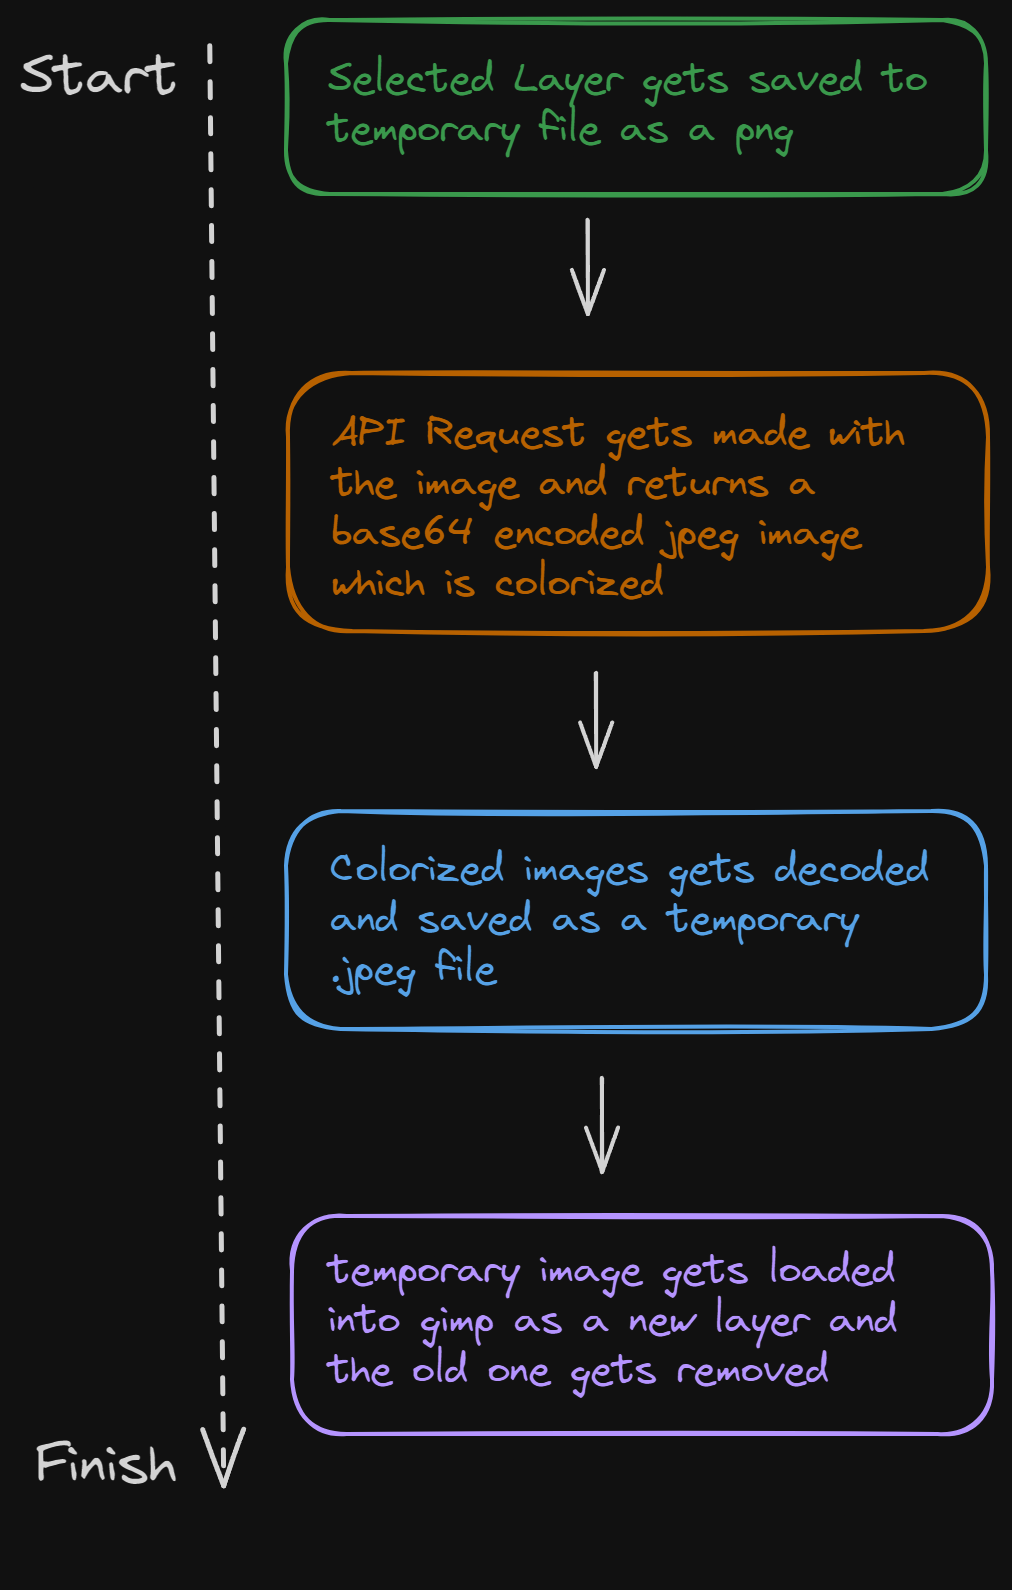 Start
Selected Layer gets saved to
temporary file as a png
API Request gets made with
the image and returns a
base64 encoded jpeg image
which is colorized
Colorized images gets decoded
and saved as a temporary
.jpeg file
temporary image gets loaded
into gimp as a new layer and
the old one gets removed
Finish